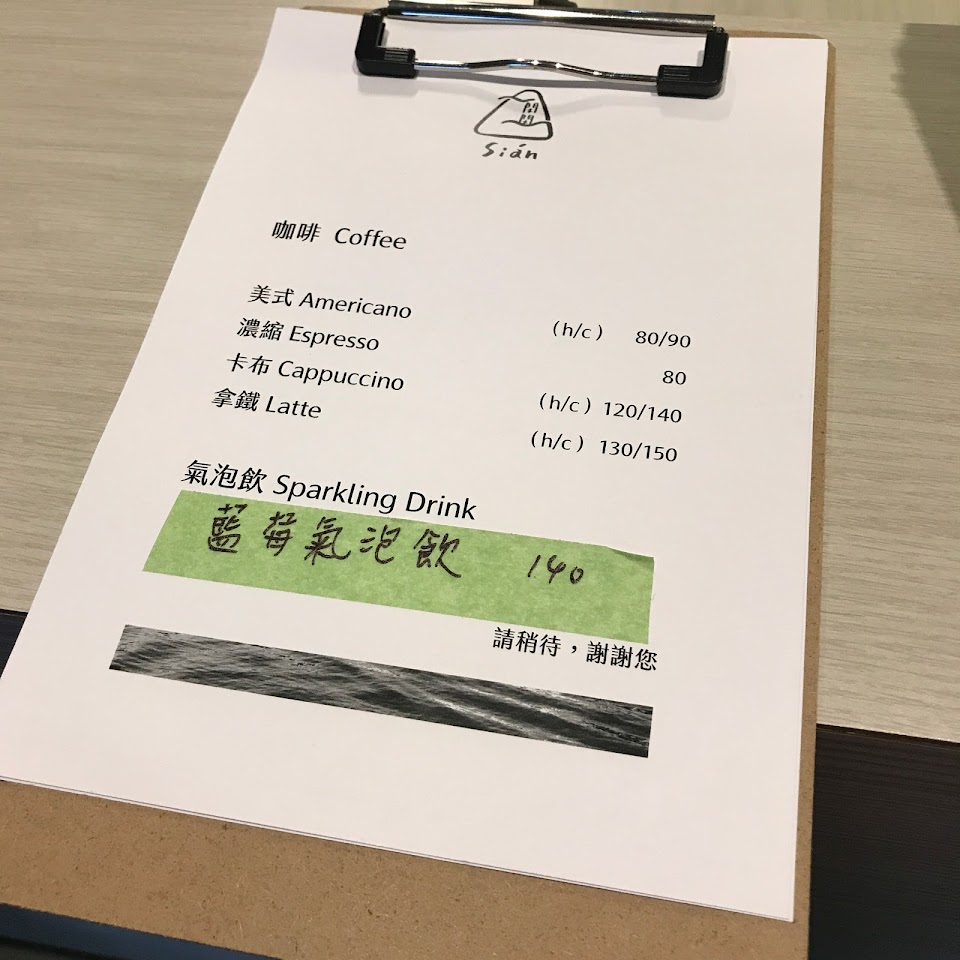 Sián
咖啡 Coffee
美式 Americano (h/c) 80/90
濃縮 Espresso 80
卡布 Cappuccino (h/c) 120/140
拿鐵 Latte (h/c) 130/150
氣泡飲 Sparkling Drink
藍莓氣泡飲 140
請稍待，謝謝您